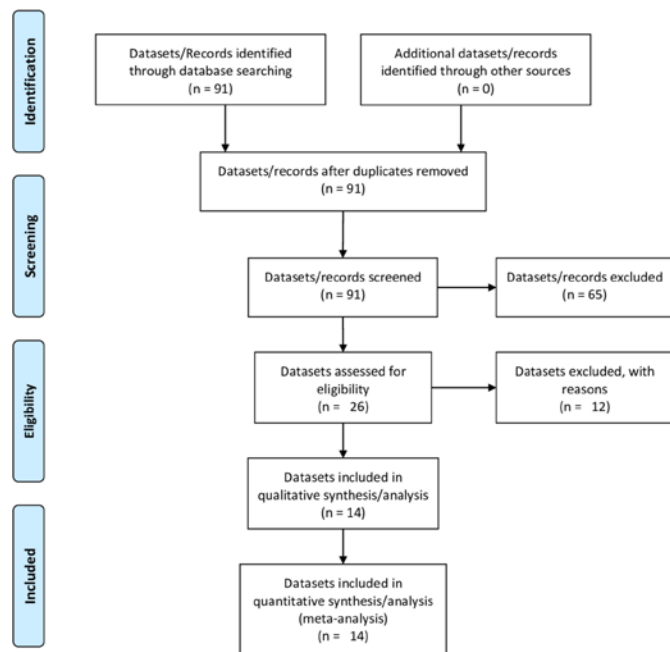 Identification
Datasets/Records identified
through database searching
(n = 91)
Additional datasets/records
identified through other sources
(n = 0)
Datasets/records after duplicates removed
(n = 91)
Screening
Datasets/records screened
(n = 91)
Datasets/records excluded
(n = 65)
Eligibility
Datasets assessed for
eligibility
(n = 26)
Datasets excluded, with
reasons
(n = 12)
Datasets included in
qualitative synthesis/analysis
(n = 14)
Included
Datasets included in
quantitative synthesis/analysis
(meta-analysis)
(n = 14)